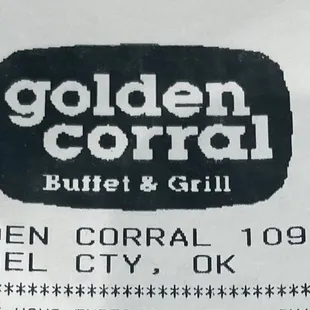 golden
corral
Buffet & Grill
DEN CORRAL 109
EL CTY, OK
******************************